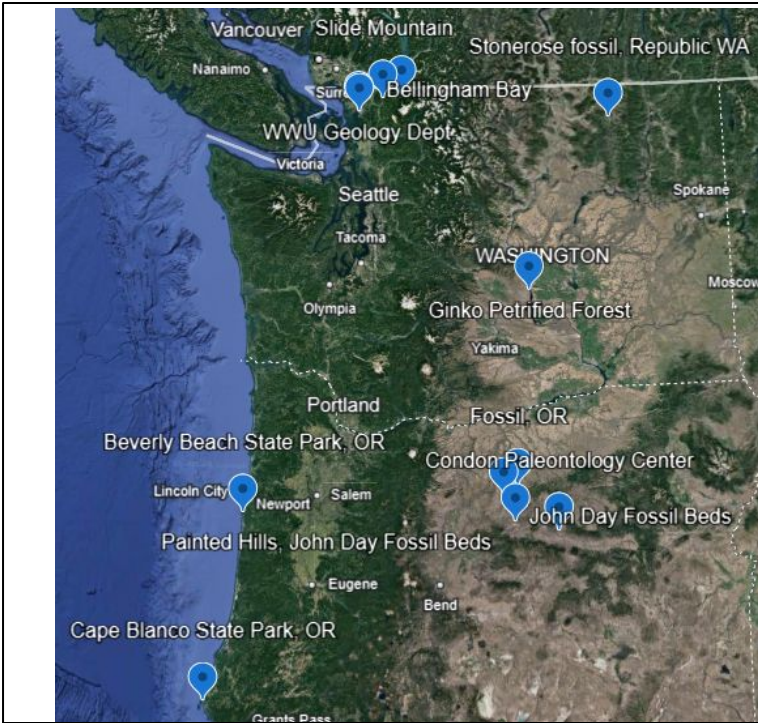 Vancouver
Slide Mountain
Stonerose fossil, Republic WA
Nanaimo
Surre
Bellingham Bay
WWU Geology Dept
Victoria
Seattle
Spokane
Tacoma
WASHINGTON
Moscow
Olympia
Ginko Petrified Forest
Yakima
Portland
Fossil, OR
Beverly Beach State Park, OR
Condon Paleontology Center
Lincoln City
Newport
Salem
John Day Fossil Beds
Painted Hills, John Day Fossil Beds
Eugene
Bend
Cape Blanco State Park, OR
Grants Pass